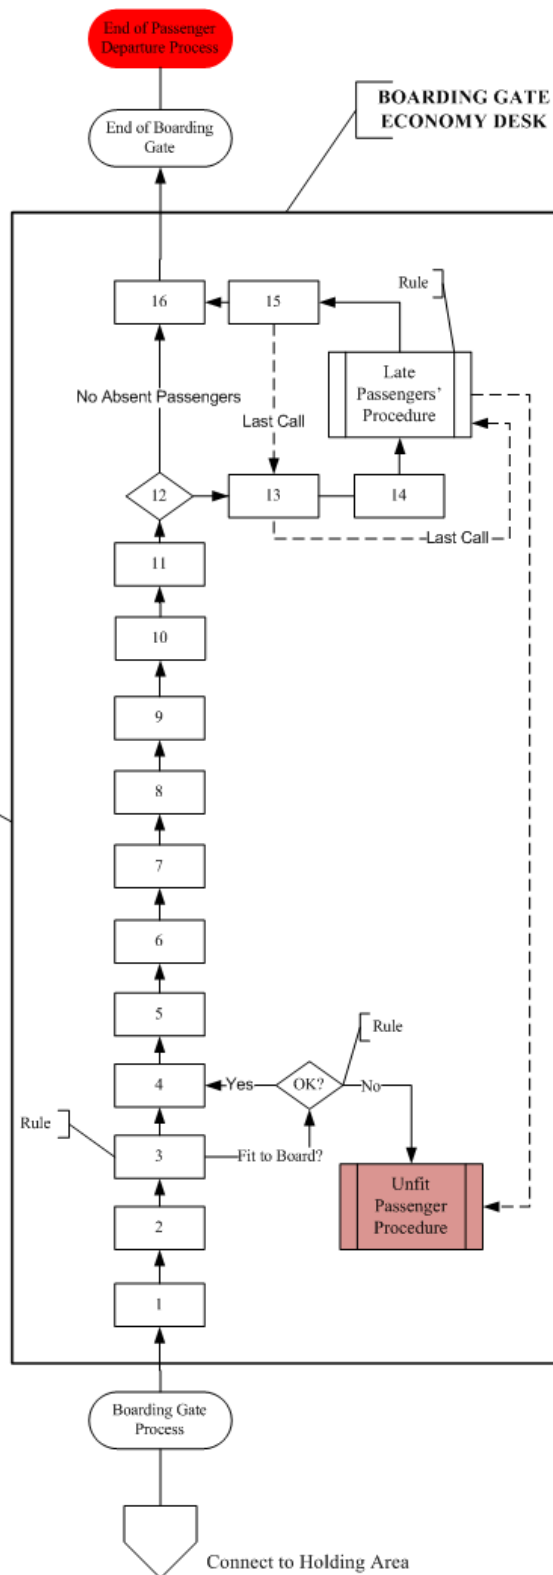 End of Passenger
Departure Process
End of Boarding
Gate
BOARDING GATE
ECONOMY DESK
Rule
16
15
Late
Passengers'
Procedure
No Absent Passengers
Last Call
12
13
14
Last Call
11
10
9
8
7
6
5
Rule
4
Yes
OK?
No
Rule
3
Fit to Board?
Unfit
Passenger
Procedure
2
1
Boarding Gate
Process
Connect to Holding Area